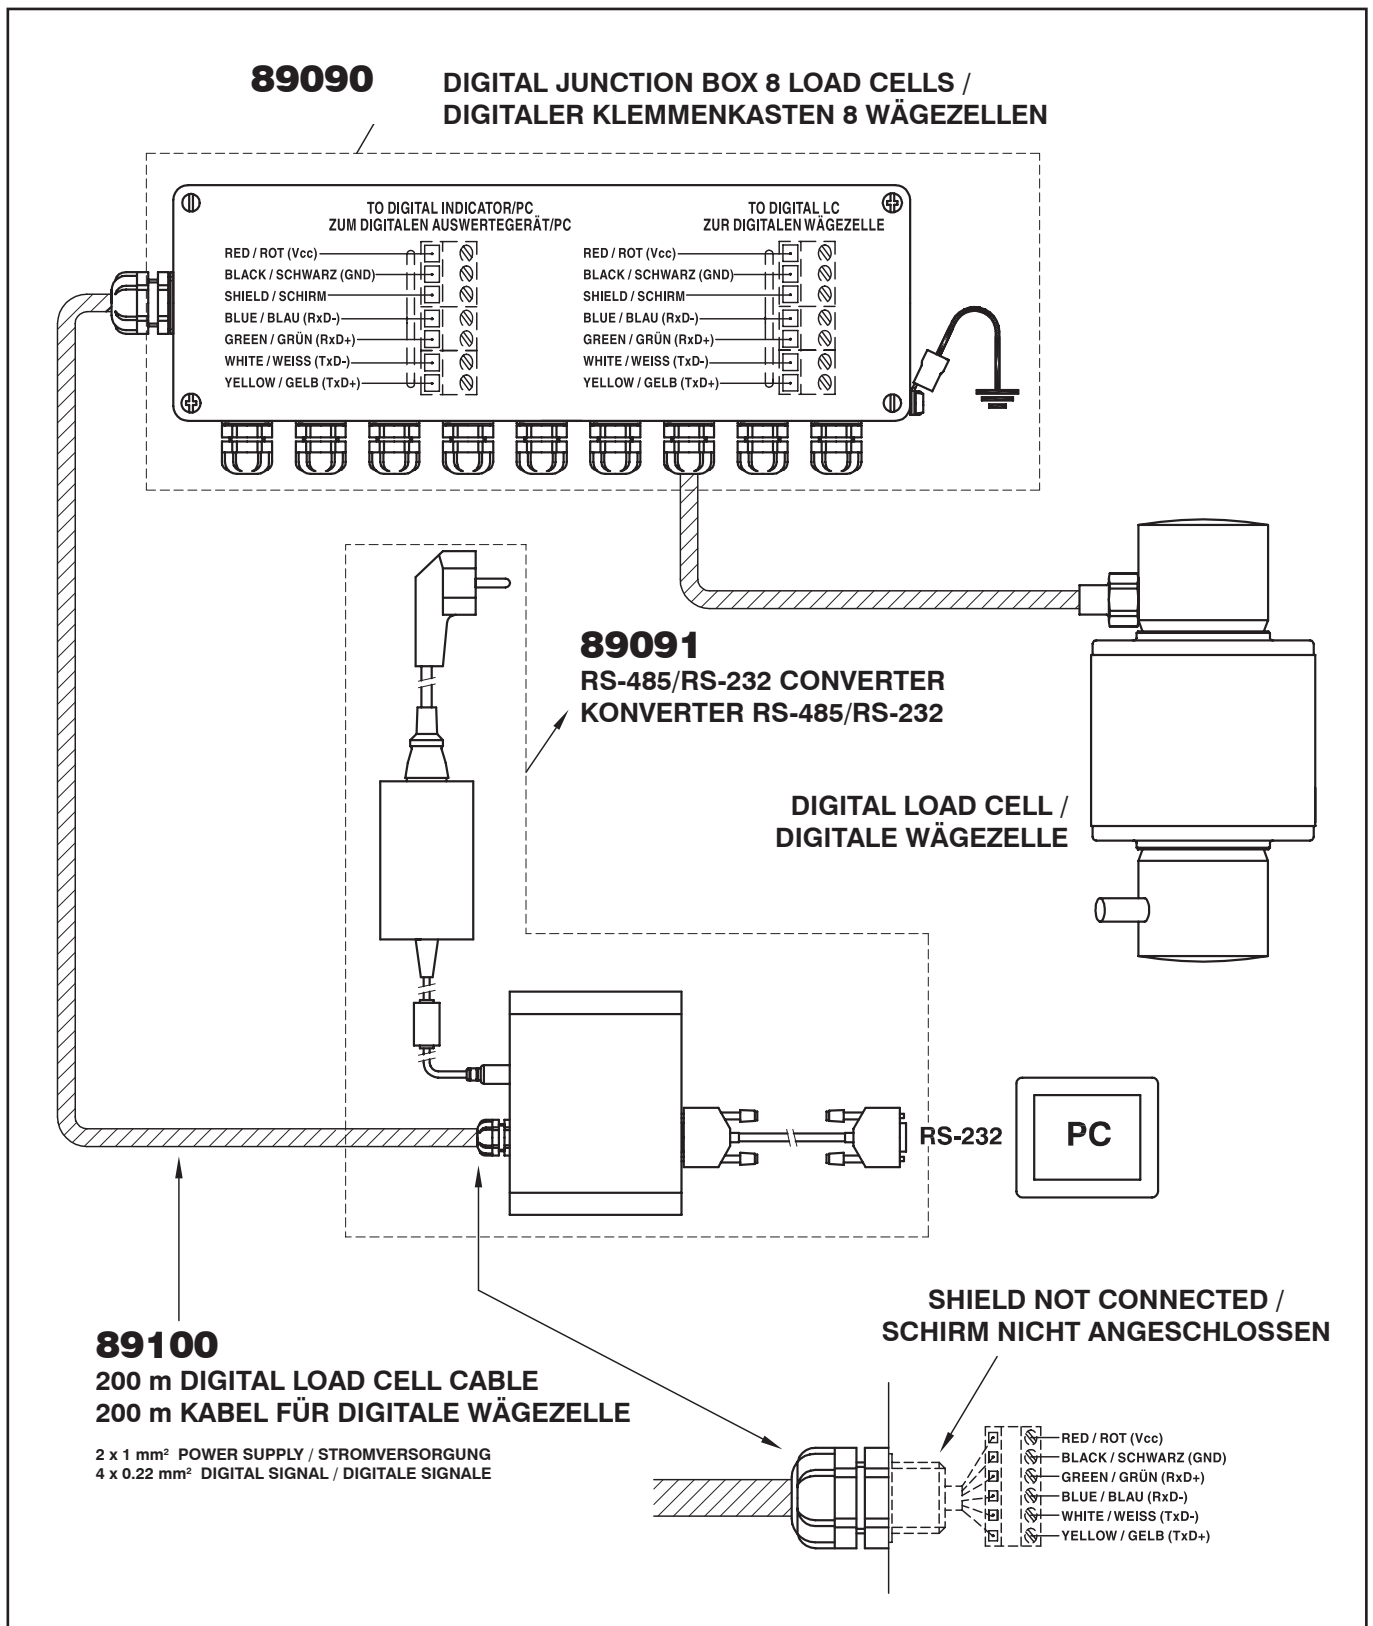 89090
DIGITAL JUNCTION BOX 8 LOAD CELLS /
DIGITALER KLEMMENKASTEN 8 WÄGEZELLEN
TO DIGITAL INDICATOR/PC
ZUM DIGITALEN AUSWERTEGERÄT/PC
RED / ROT (Vcc)
BLACK / SCHWARZ (GND)
SHIELD / SCHIRM
BLUE / BLAU (RxD-)
GREEN / GRÜN (RxD+)
WHITE / WEISS (TxD-)
YELLOW / GELB (TxD+)
TO DIGITAL LC
ZUR DIGITALEN WÄGEZELLE
RED / ROT (Vcc)
BLACK / SCHWARZ (GND)
SHIELD / SCHIRM
BLUE / BLAU (RxD-)
GREEN / GRÜN (RxD+)
WHITE / WEISS (TxD-)
YELLOW / GELB (TxD+)
89091
RS-485/RS-232 CONVERTER
KONVERTER RS-485/RS-232
DIGITAL LOAD CELL /
DIGITALE WÄGEZELLE
RS-232
PC
89100
200 m DIGITAL LOAD CELL CABLE
200 m KABEL FÜR DIGITALE WÄGEZELLE
2 x 1 mm² POWER SUPPLY / STROMVERSORGUNG
4 x 0.22 mm² DIGITAL SIGNAL / DIGITALE SIGNALE
SHIELD NOT CONNECTED /
SCHIRM NICHT ANGESCHLOSSEN
RED / ROT (Vcc)
BLACK / SCHWARZ (GND)
GREEN / GRÜN (RxD+)
BLUE / BLAU (RxD-)
WHITE / WEISS (TxD-)
YELLOW / GELB (TxD+)